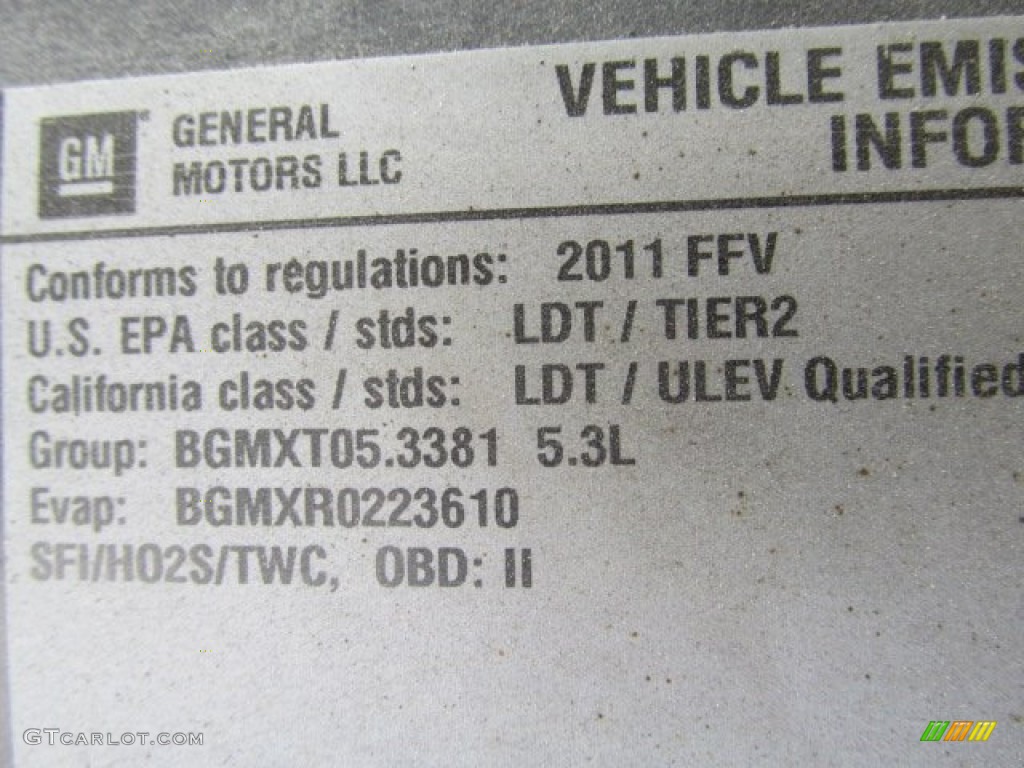 GM
GENERAL
MOTORS LLC
VEHICLE EMIS
INFOR
Conforms to regulations: 2011 FFV
U.S. EPA class / stds: LDT / TIER2
California class / stds: LDT / ULEV Qualified
Group: BGMXT05.3381 5.3L
Evap: BGMXR0223610
SFI/HO2S/TWC, OBD: II
GTcarlot.com